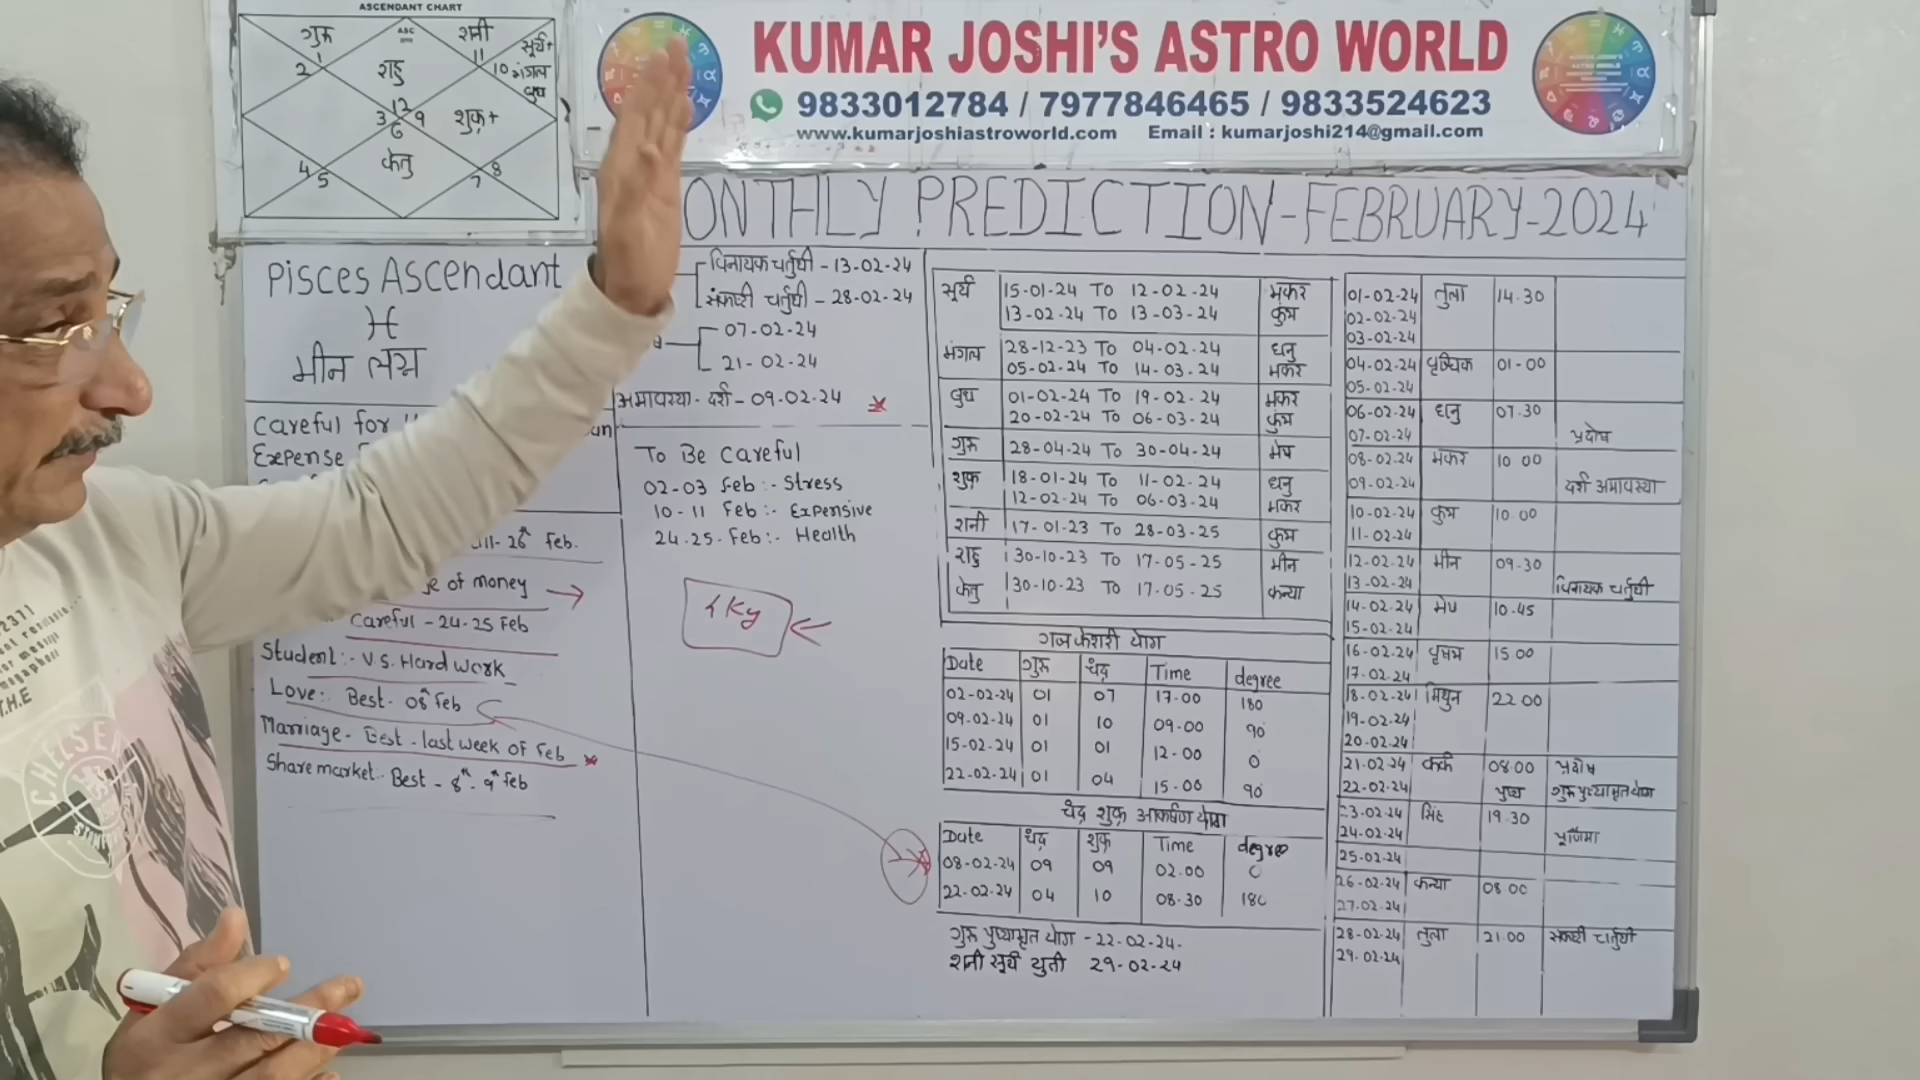 ASCENDANT CHART
गुरु
शनी
सूर्य+
मंगल
बुध
1
11
2
10
राहु
12
3
9
6
शुक्र+
केतु
4
5
8
7
KUMAR JOSHI'S ASTRO WORLD
9833012784 / 7977846465 / 9833524623
www.kumarjoshiastroworld.com Email : kumarjoshi214@gmail.com
ONTHLY PREDICTION-FEBRUARY-2024
Pisces Ascendant
मीन लग्न
Careful for
Expense
26th Feb.
of money →
Careful - 24-25 Feb
Student:- V.S. Hard Work
Love:- Best- 08th Feb
Marriage- Best - last week of Feb
Share market:- Best - 8th - 9th Feb
विनायक चर्तुथी - 13-02-24
संकष्टी चर्तुथी - 28-02-24
07-02-24
21-02-24
अमावस्या- दर्श - 09-02-24
To Be Careful
02-03 Feb:- Stress
10-11 Feb:- Expensive
24-25-Feb:- Health
सूर्य 15-01-24 TO 12-02-24 मकर
13-02-24 TO 13-03-24 कुंभ
मंगल 28-12-23 TO 04-02-24 धनु
05-02-24 TO 14-03-24 मकर
बुध 01-02-24 TO 19-02-24 मकर
20-02-24 TO 06-03-24 कुंभ
गुरु 28-04-24 TO 30-04-24 मेष
शुक्र 18-01-24 TO 11-02-24 धनु
12-02-24 TO 06-03-24 मकर
शनी 17-01-23 TO 28-03-25 कुंभ
राहु 30-10-23 TO 17-05-25 मीन
केतु 30-10-23 TO 17-05-25 कन्या
गजकेशरी योग
Date गुरु चंद्र Time degree
02-02-24 01 07 17-00 180
09-02-24 01 10 09-00 90
15-02-24 01 01 12-00 0
22-02-24 01 04 15-00 90
चंद्र शुक्र आकर्षण योग
Date चंद्र शुक्र Time degree
08-02-24 09 09 02.00 0
22-02-24 04 10 08-30 180
गुरु पुष्यामृत योग - 22-02-24-
शनी सूर्य युती 29-02-24
01-02-24 तुला 14.30
02-02-24
03-02-24
04-02-24 वृश्चिक 01-00
05-02-24
06-02-24 धनु 07.30
07-02-24 प्रदोष
08-02-24 मकर 10 00
09-02-24 दर्श अमावस्या
10-02-24 कुंभ 10.00
11-02-24
12-02-24 मीन 09.30
13-02-24 विनायक चर्तुथी
14-02-24 मेष 10.45
15-02-24
16-02-24 वृषभ 15 00
17-02-24
18-02-24 मिथुन 22 00
19-02-24
20-02-24
21-02-24 कर्क 08:00 प्रदोष
22-02-24 पुष्य गुरुपुष्यामृतयोग
23-02-24 सिंह 19.30
24-02-24 पूर्णिमा
25-02-24
26-02-24 कन्या 08 00
27-02-24
28-02-24 तुला 21.00 संकष्टी चर्तुथी
29-02-24